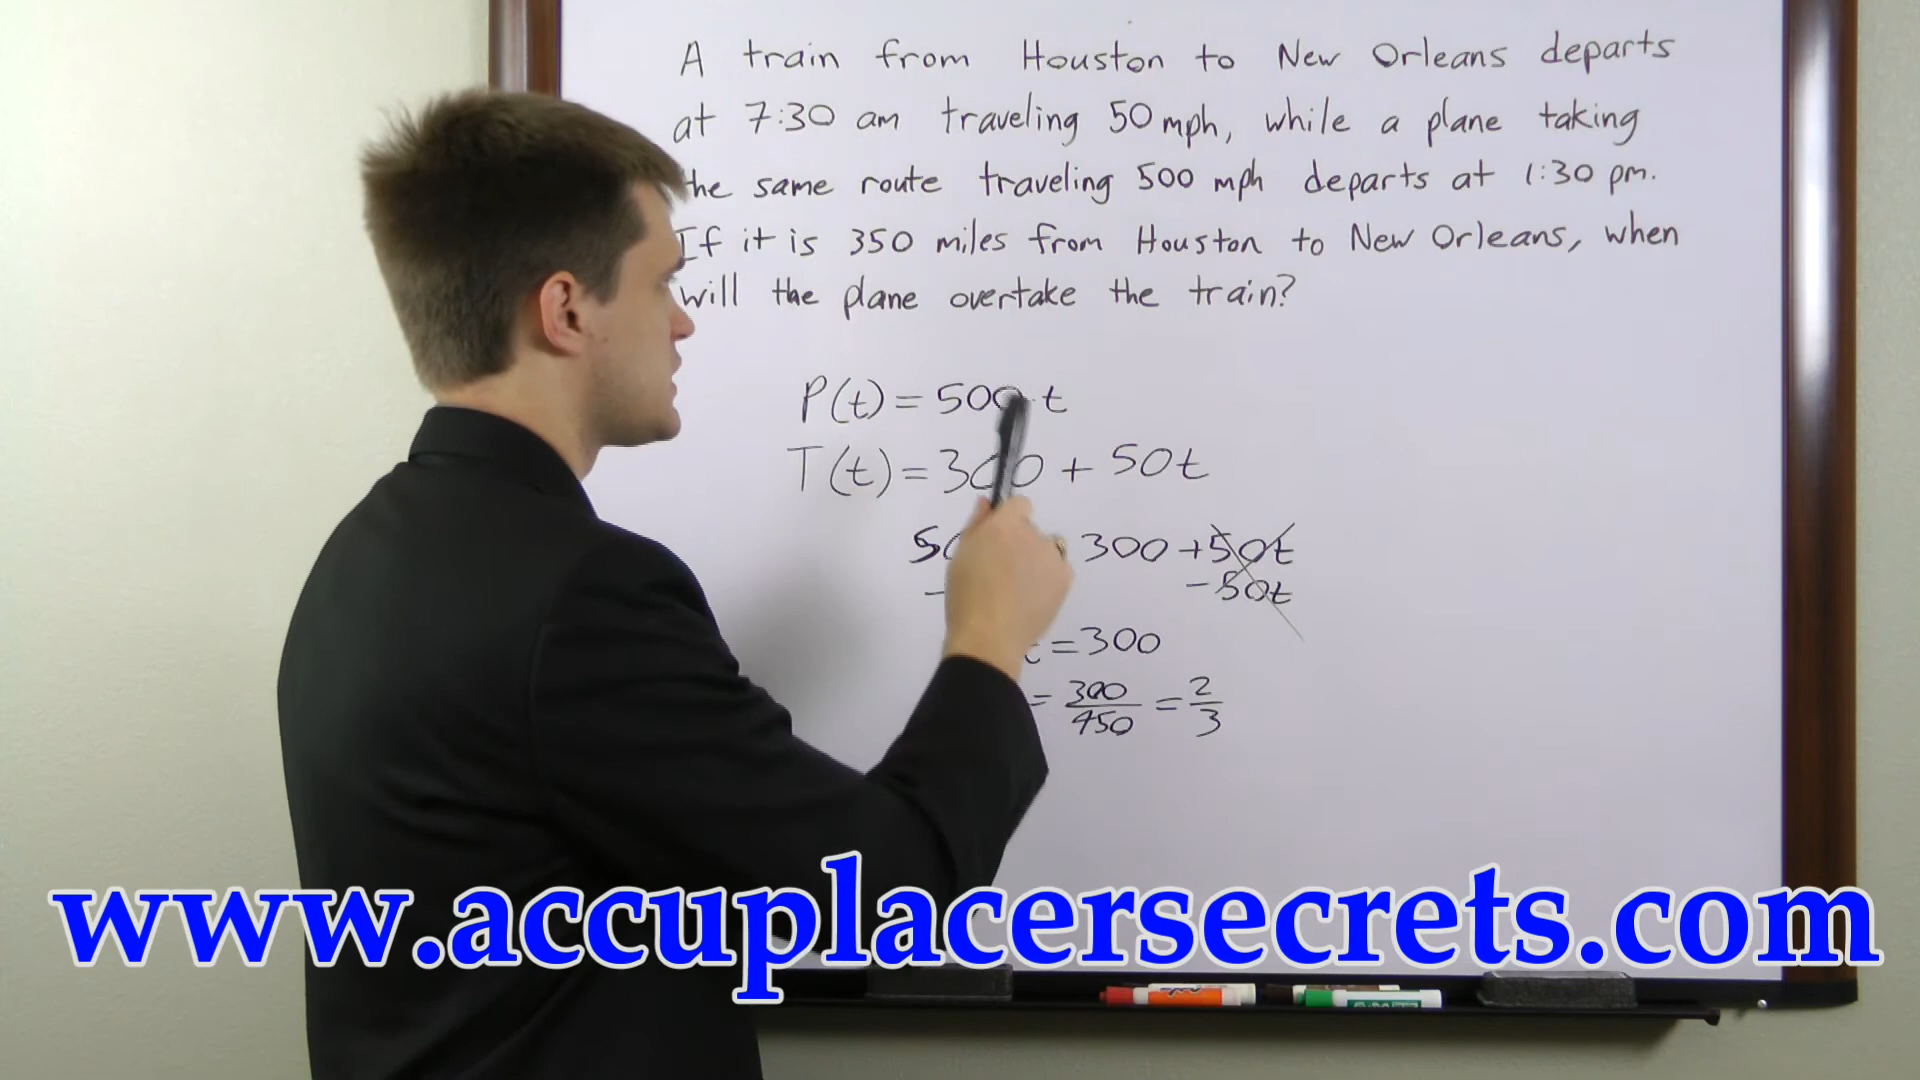 A train from Houston to New Orleans departs
at 7:30 am traveling 50 mph, while a plane taking
the same route traveling 500 mph departs at 1:30 pm.
If it is 350 miles from Houston to New Orleans, when
will the plane overtake the train?
P(t) = 500t
T(t) = 300 + 50t
300 + 50t
- 50t
= 300
= 300/450 = 2/3
www.accuplacersecrets.com